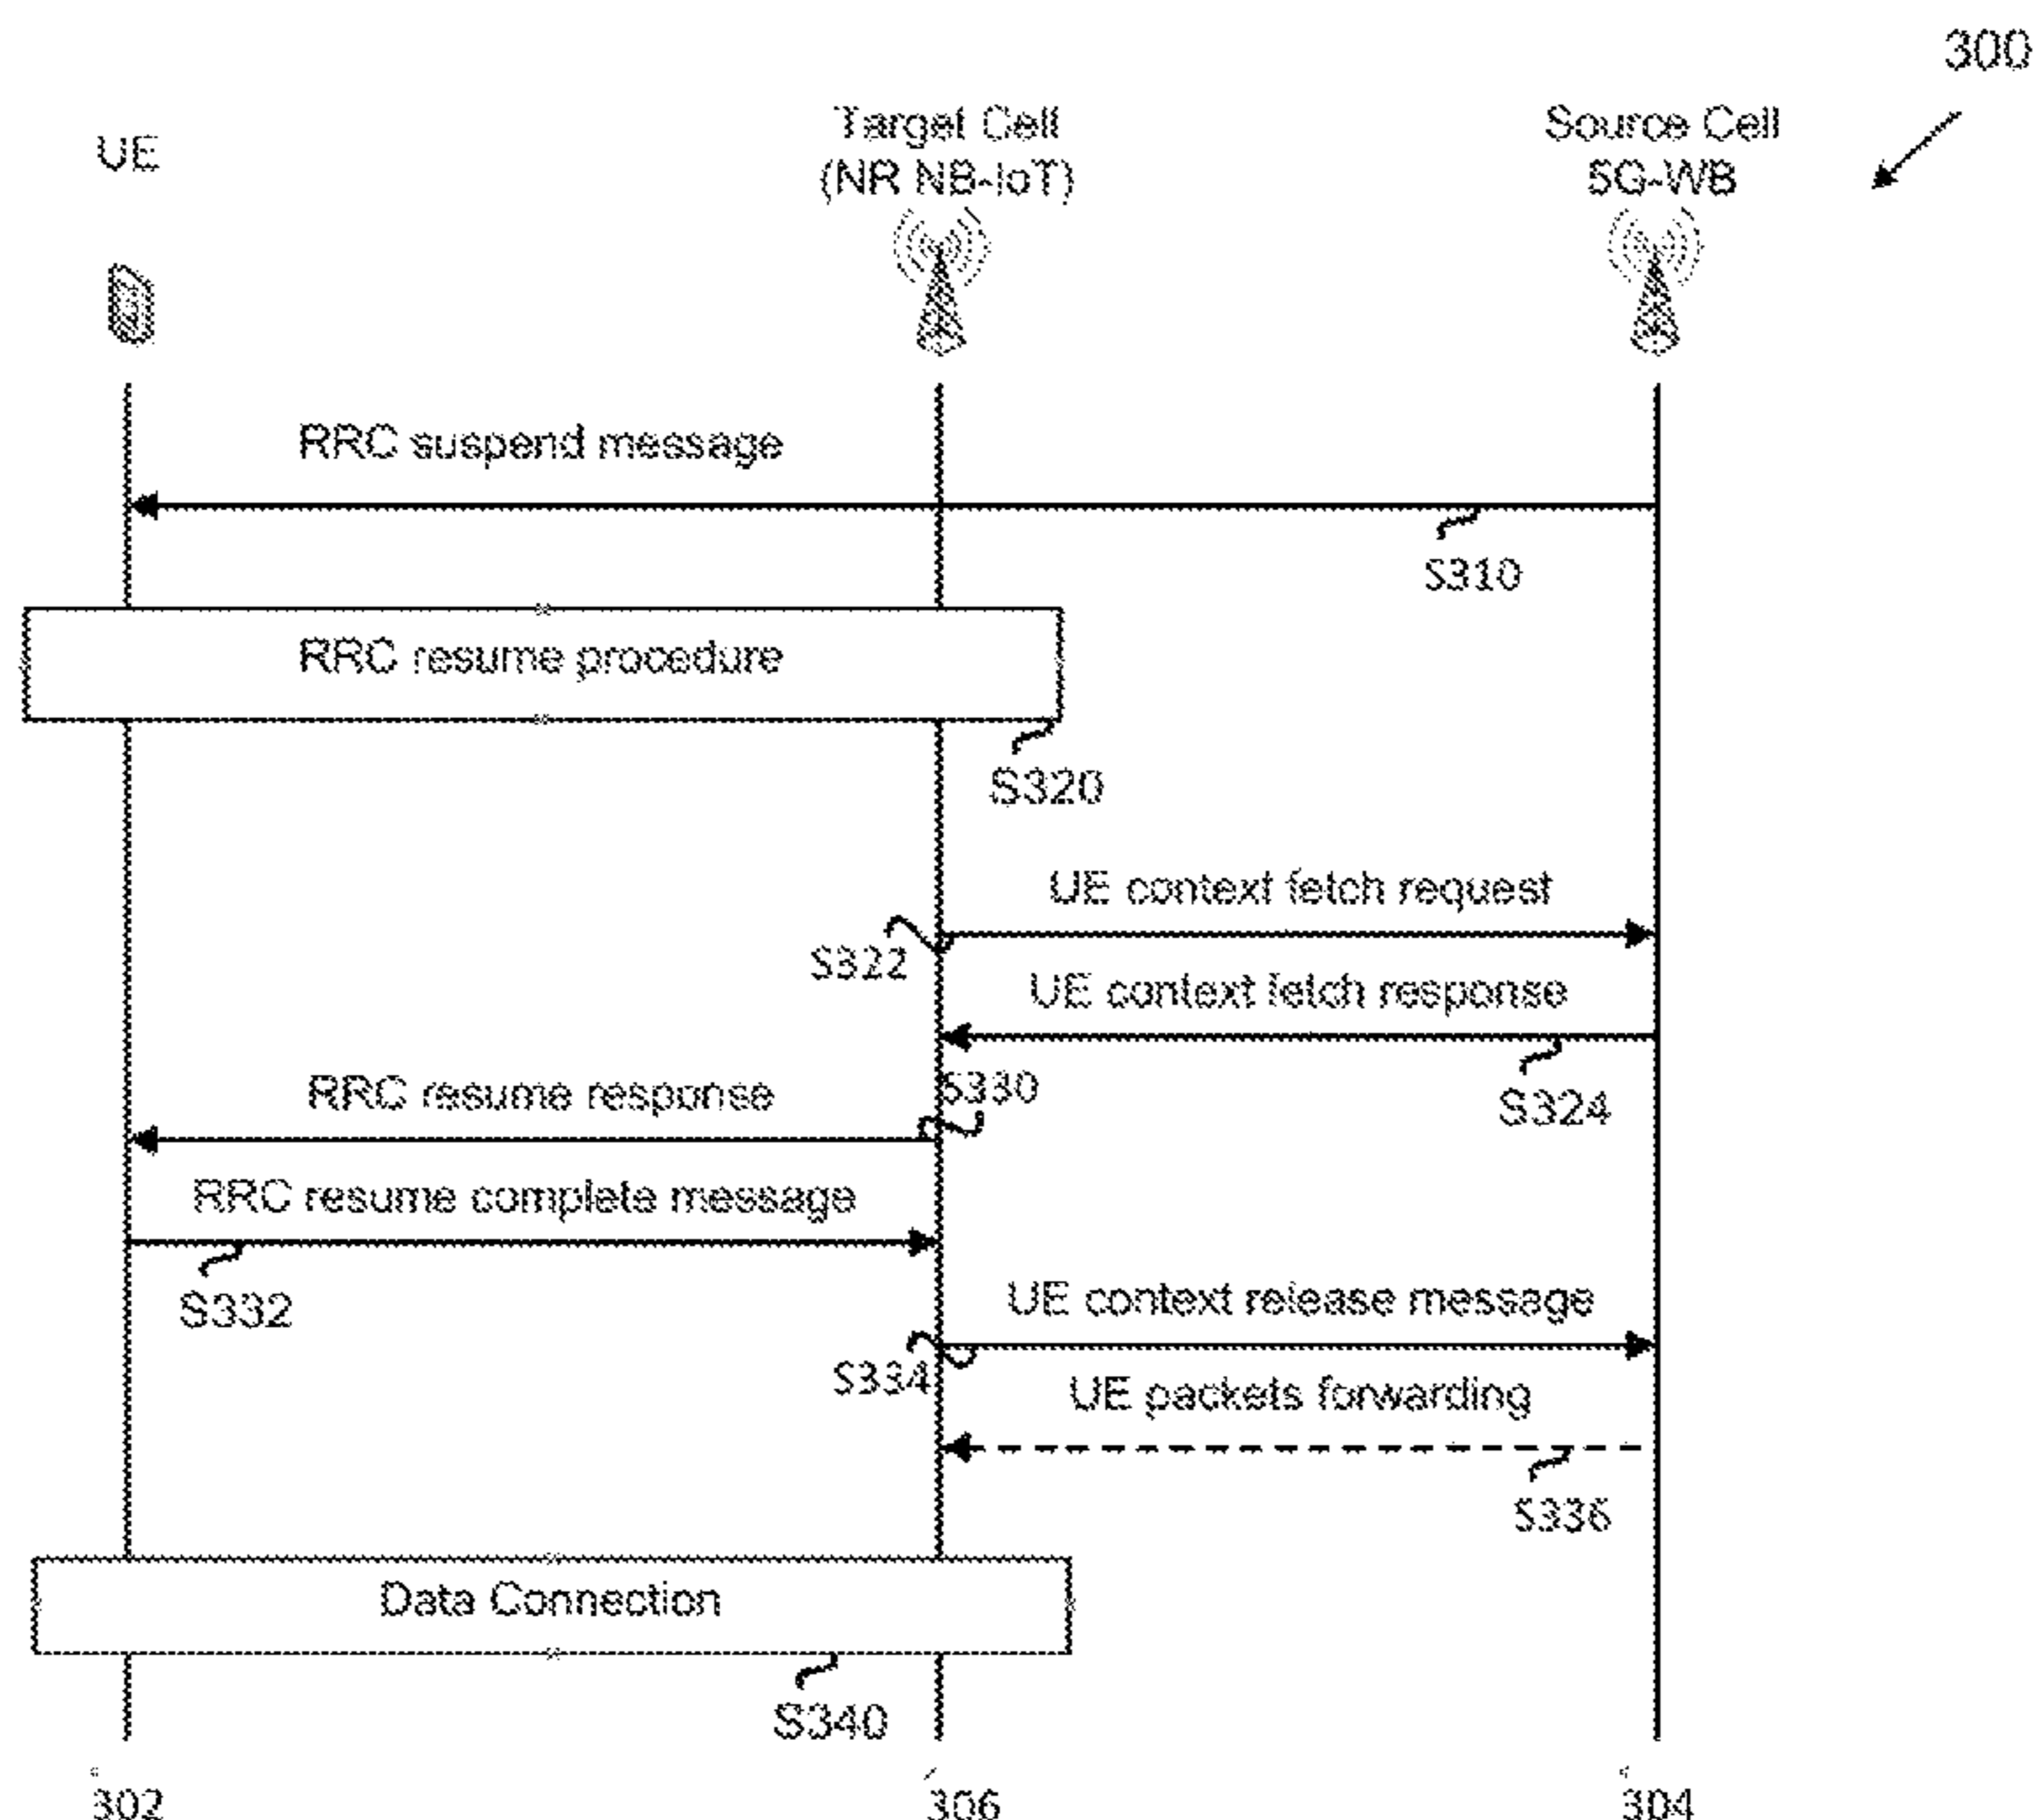 300
UE
Target Cell
(NR NB-IoT)
Source Cell
5G-WB
RRC suspend message
S310
RRC resume procedure
S320
UE context fetch request
S322
UE context fetch response
S324
S330
RRC resume response
RRC resume complete message
S332
UE context release message
S334
UE packets forwarding
S336
Data Connection
S340
302
306
304